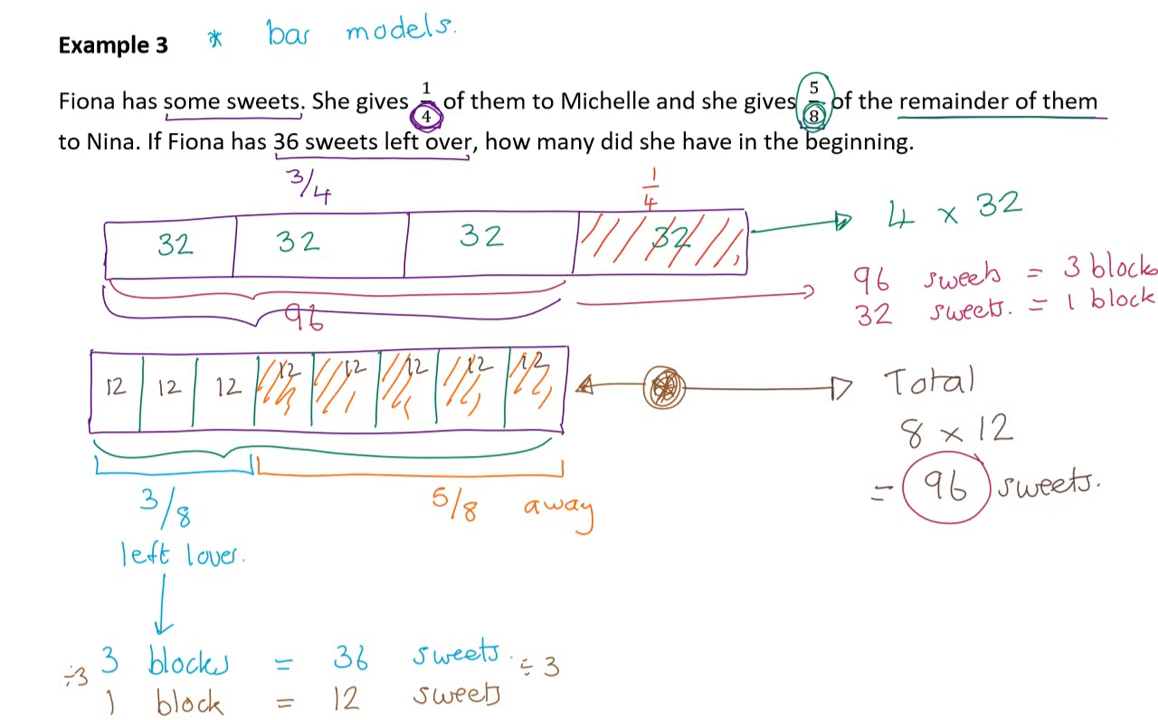 Example 3 * bar models.
Fiona has some sweets. She gives 1/4 of them to Michelle and she gives 5/8 of the remainder of them
to Nina. If Fiona has 36 sweets left over, how many did she have in the beginning.
3/4 1/4
32 32 32 32 4 x 32
96 sweets = 3 blocks
32 sweets. = 1 block
96
12 12 12 12 12 12 12 12 Total
8 x 12
= 96 sweets.
3/8 5/8 away
left lover.
÷3 3 blocks = 36 sweets. ÷3
1 block = 12 sweets